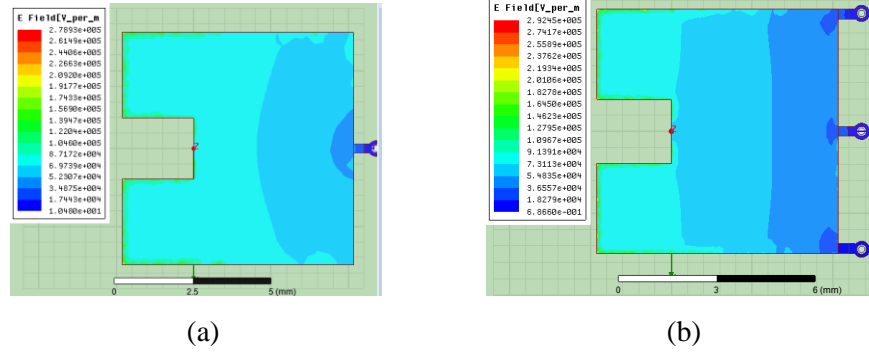 E Field[V_per_m
2.7893e+005
2.6149e+005
2.4406e+005
2.2663e+005
2.0920e+005
1.9177e+005
1.7433e+005
1.5690e+005
1.3947e+005
1.2204e+005
1.0460e+005
8.7172e+004
6.9739e+004
5.2307e+004
3.4875e+004
1.7443e+004
1.0480e+001
z
0 2.5 5 (mm)
(a)
E Field[V_per_m
2.9245e+005
2.7417e+005
2.5589e+005
2.3762e+005
2.1934e+005
2.0106e+005
1.8278e+005
1.6450e+005
1.4623e+005
1.2795e+005
1.0967e+005
9.1391e+004
7.3113e+004
5.4835e+004
3.6557e+004
1.8279e+004
6.8660e-001
z
0 3 6 (mm)
(b)